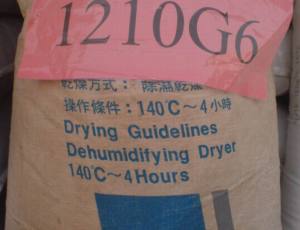 1210G6
乾燥方式：除濕乾燥
操作條件：140℃～4小時
Drying Guidelines
Dehumidifying Dryer
140℃～4Hours